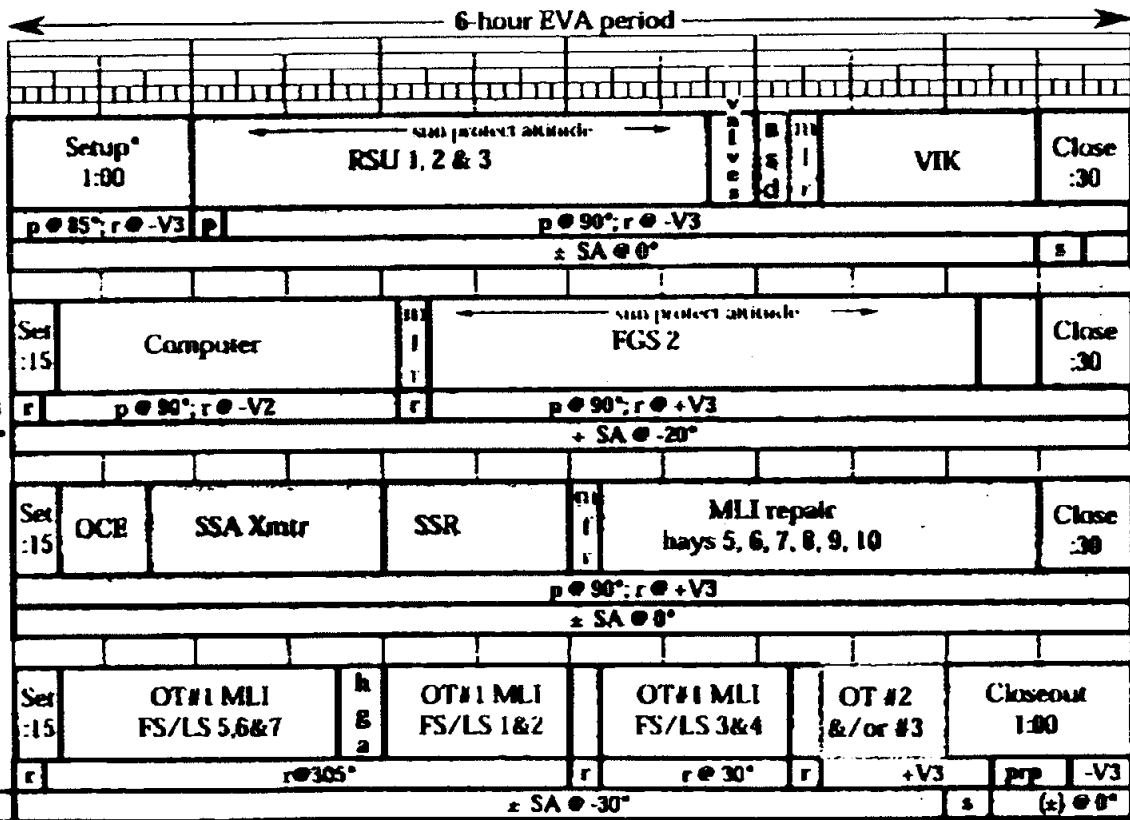 6-hour EVA period
Setup*
1:00
sun protect attitude
RSU 1, 2 & 3
valves
asd
mfr
VIK
Close
:30
p @ 85°; r @ -V3
p
p @ 90°; r @ -V3
± SA @ 0°
s
Set
:15
Computer
mfr
sun protect attitude
FGS 2
Close
:30
r
p @ 90°; r @ -V2
r
p @ 90°; r @ +V3
+ SA @ -20°
Set
:15
OCE
SSA Xmtr
SSR
mfr
MLI repair
bays 5, 6, 7, 8, 9, 10
Close
:30
p @ 90°; r @ +V3
± SA @ 0°
Set
:15
OT#1 MLI
FS/LS 5,6&7
hga
OT#1 MLI
FS/LS 1&2
OT#1 MLI
FS/LS 3&4
OT #2
&/or #3
Closeout
1:00
r
r@305°
r
r @ 30°
r
+V3
prp
-V3
± SA @ -30°
s
(±) @ 0°